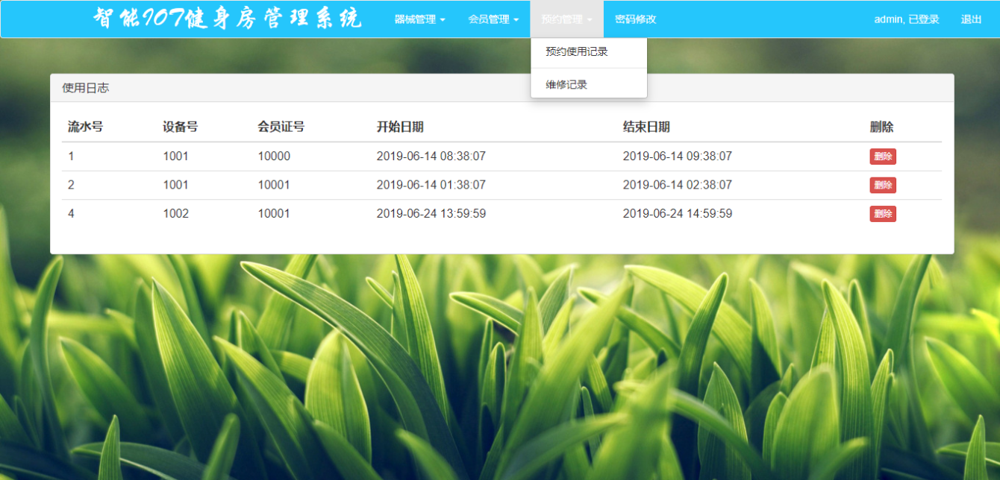 智能IOT健身房管理系统 器械管理 会员管理 预约管理 密码修改 admin, 已登录 退出
预约使用记录
维修记录
使用日志
流水号 设备号 会员证号 开始日期 结束日期 删除
1 1001 10000 2019-06-14 08:38:07 2019-06-14 09:38:07 删除
2 1001 10001 2019-06-14 01:38:07 2019-06-14 02:38:07 删除
4 1002 10001 2019-06-24 13:59:59 2019-06-24 14:59:59 删除